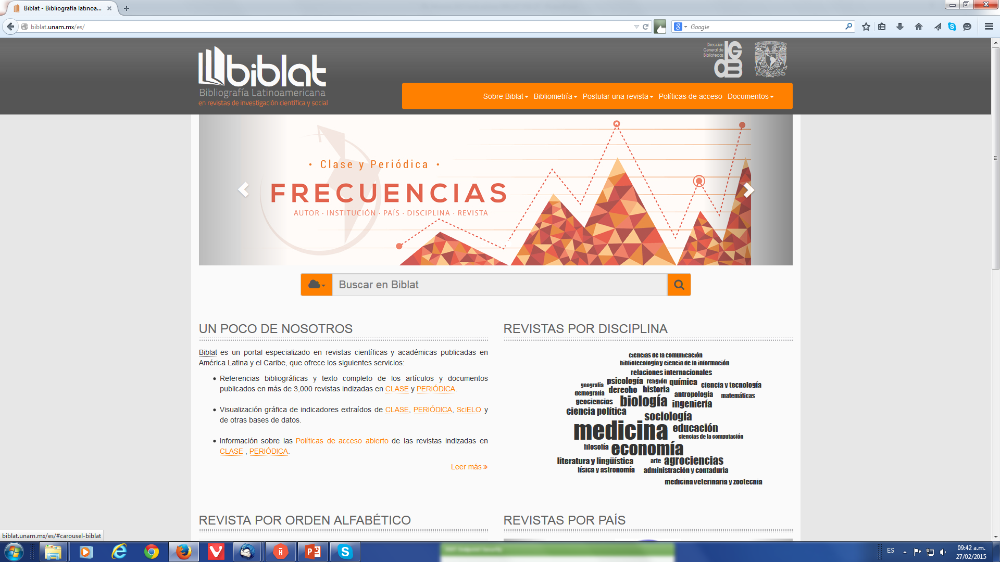 Biblat - Bibliografía latinoa...
biblat.unam.mx/es/
Google
biblat
Bibliografía Latinoamericana
en revistas de investigación científica y social
Dirección
General de
Bibliotecas
DGB
Sobre Biblat Bibliometría Postular una revista Políticas de acceso Documentos
• Clase y Periódica •
FRECUENCIAS
AUTOR · INSTITUCIÓN · PAÍS · DISCIPLINA · REVISTA
Buscar en Biblat
UN POCO DE NOSOTROS
Biblat es un portal especializado en revistas científicas y académicas publicadas en
América Latina y el Caribe, que ofrece los siguientes servicios:
• Referencias bibliográficas y texto completo de los artículos y documentos
publicados en más de 3,000 revistas indizadas en CLASE y PERIÓDICA.
• Visualización gráfica de indicadores extraídos de CLASE, PERIÓDICA, SciELO y
de otras bases de datos.
• Información sobre las Políticas de acceso abierto de las revistas indizadas en
CLASE , PERIÓDICA.
Leer más »
REVISTAS POR DISCIPLINA
ciencias de la comunicación
bibliotecología y ciencia de la información
relaciones internacionales
geografía psicología religión química ciencia y tecnología
demografía derecho historia antropología matemáticas
geociencias biología ingeniería
ciencia política sociología
medicina educación
ciencias de la computación
filosofía economía
literatura y lingüística arte agrociencias
física y astronomía administración y contaduría
medicina veterinaria y zootecnia
REVISTA POR ORDEN ALFABÉTICO
REVISTAS POR PAÍS
biblat.unam.mx/es/#carousel-biblat
ES
09:42 a.m.
27/02/2015